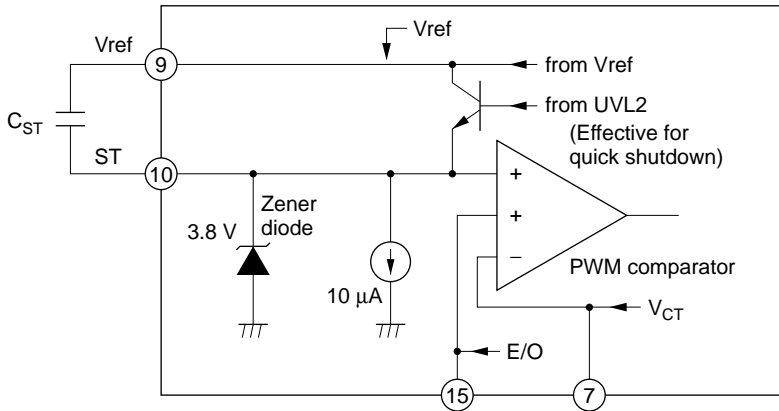 Vref
Vref
9
from Vref
from UVL2
(Effective for
quick shutdown)
C_ST
ST
10
Zener
diode
3.8 V
10 μA
+
+
−
PWM comparator
V_CT
E/O
15
7